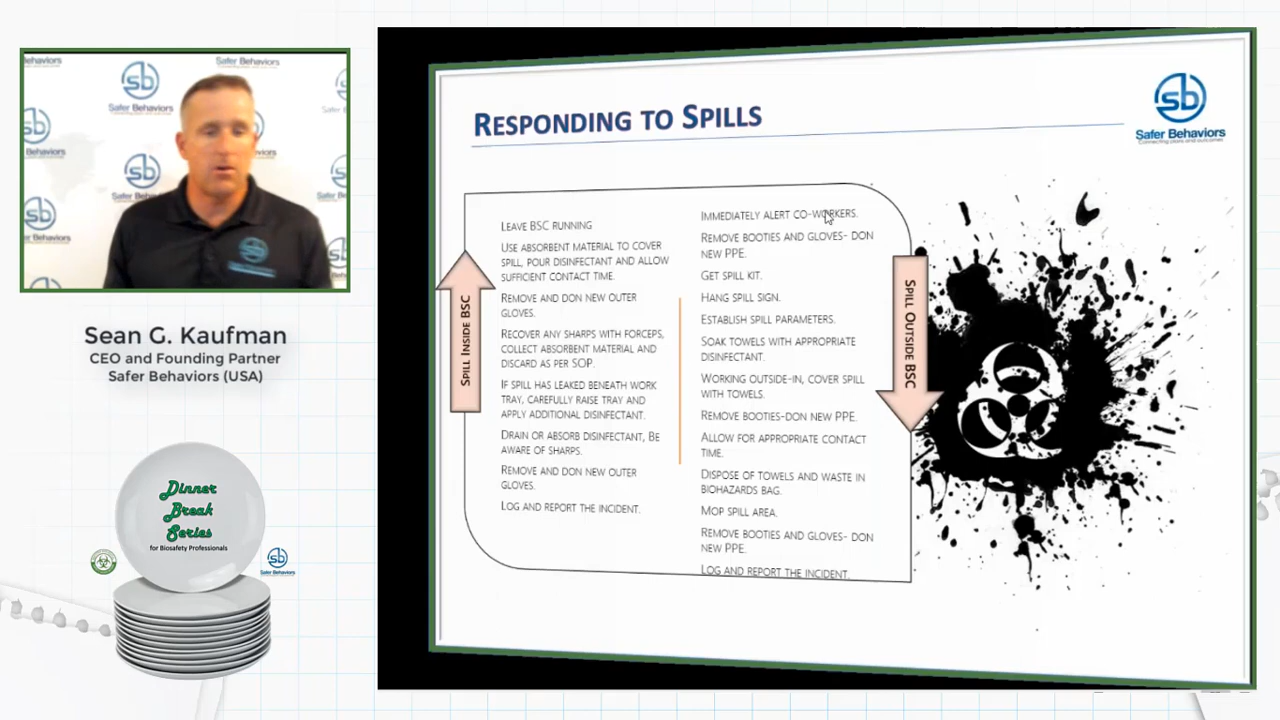 sb
Safer Behaviors
Sean G. Kaufman
CEO and Founding Partner
Safer Behaviors (USA)
Dinner
Break
Series
for Biosafety Professionals
sb
Safer Behaviors
RESPONDING TO SPILLS
sb
Safer Behaviors
Connecting plans and outcomes
SPILL INSIDE BSC
LEAVE BSC RUNNING
USE ABSORBENT MATERIAL TO COVER
SPILL, POUR DISINFECTANT AND ALLOW
SUFFICIENT CONTACT TIME.
REMOVE AND DON NEW OUTER
GLOVES.
RECOVER ANY SHARPS WITH FORCEPS,
COLLECT ABSORBENT MATERIAL AND
DISCARD AS PER SOP.
IF SPILL HAS LEAKED BENEATH WORK
TRAY, CAREFULLY RAISE TRAY AND
APPLY ADDITIONAL DISINFECTANT.
DRAIN OR ABSORB DISINFECTANT, BE
AWARE OF SHARPS.
REMOVE AND DON NEW OUTER
GLOVES.
LOG AND REPORT THE INCIDENT.
IMMEDIATELY ALERT CO-WORKERS.
REMOVE BOOTIES AND GLOVES- DON
NEW PPE.
GET SPILL KIT.
HANG SPILL SIGN.
ESTABLISH SPILL PARAMETERS.
SOAK TOWELS WITH APPROPRIATE
DISINFECTANT.
WORKING OUTSIDE-IN, COVER SPILL
WITH TOWELS.
REMOVE BOOTIES-DON NEW PPE.
ALLOW FOR APPROPRIATE CONTACT
TIME.
DISPOSE OF TOWELS AND WASTE IN
BIOHAZARDS BAG.
MOP SPILL AREA.
REMOVE BOOTIES AND GLOVES- DON
NEW PPE.
LOG AND REPORT THE INCIDENT.
SPILL OUTSIDE BSC